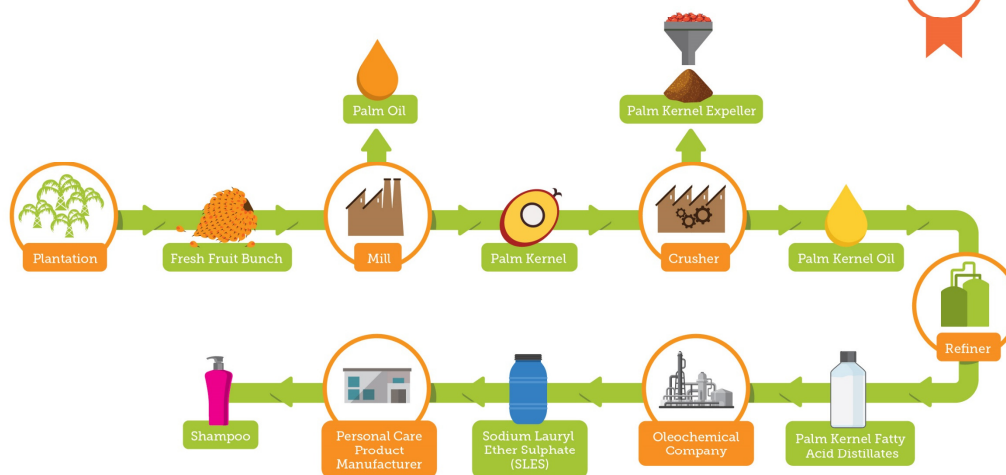 Palm Oil
Palm Kernel Expeller
Plantation
Fresh Fruit Bunch
Mill
Palm Kernel
Crusher
Palm Kernel Oil
Refiner
Shampoo
Personal Care
Product
Manufacturer
Sodium Lauryl
Ether Sulphate
(SLES)
Oleochemical
Company
Palm Kernel Fatty
Acid Distillates